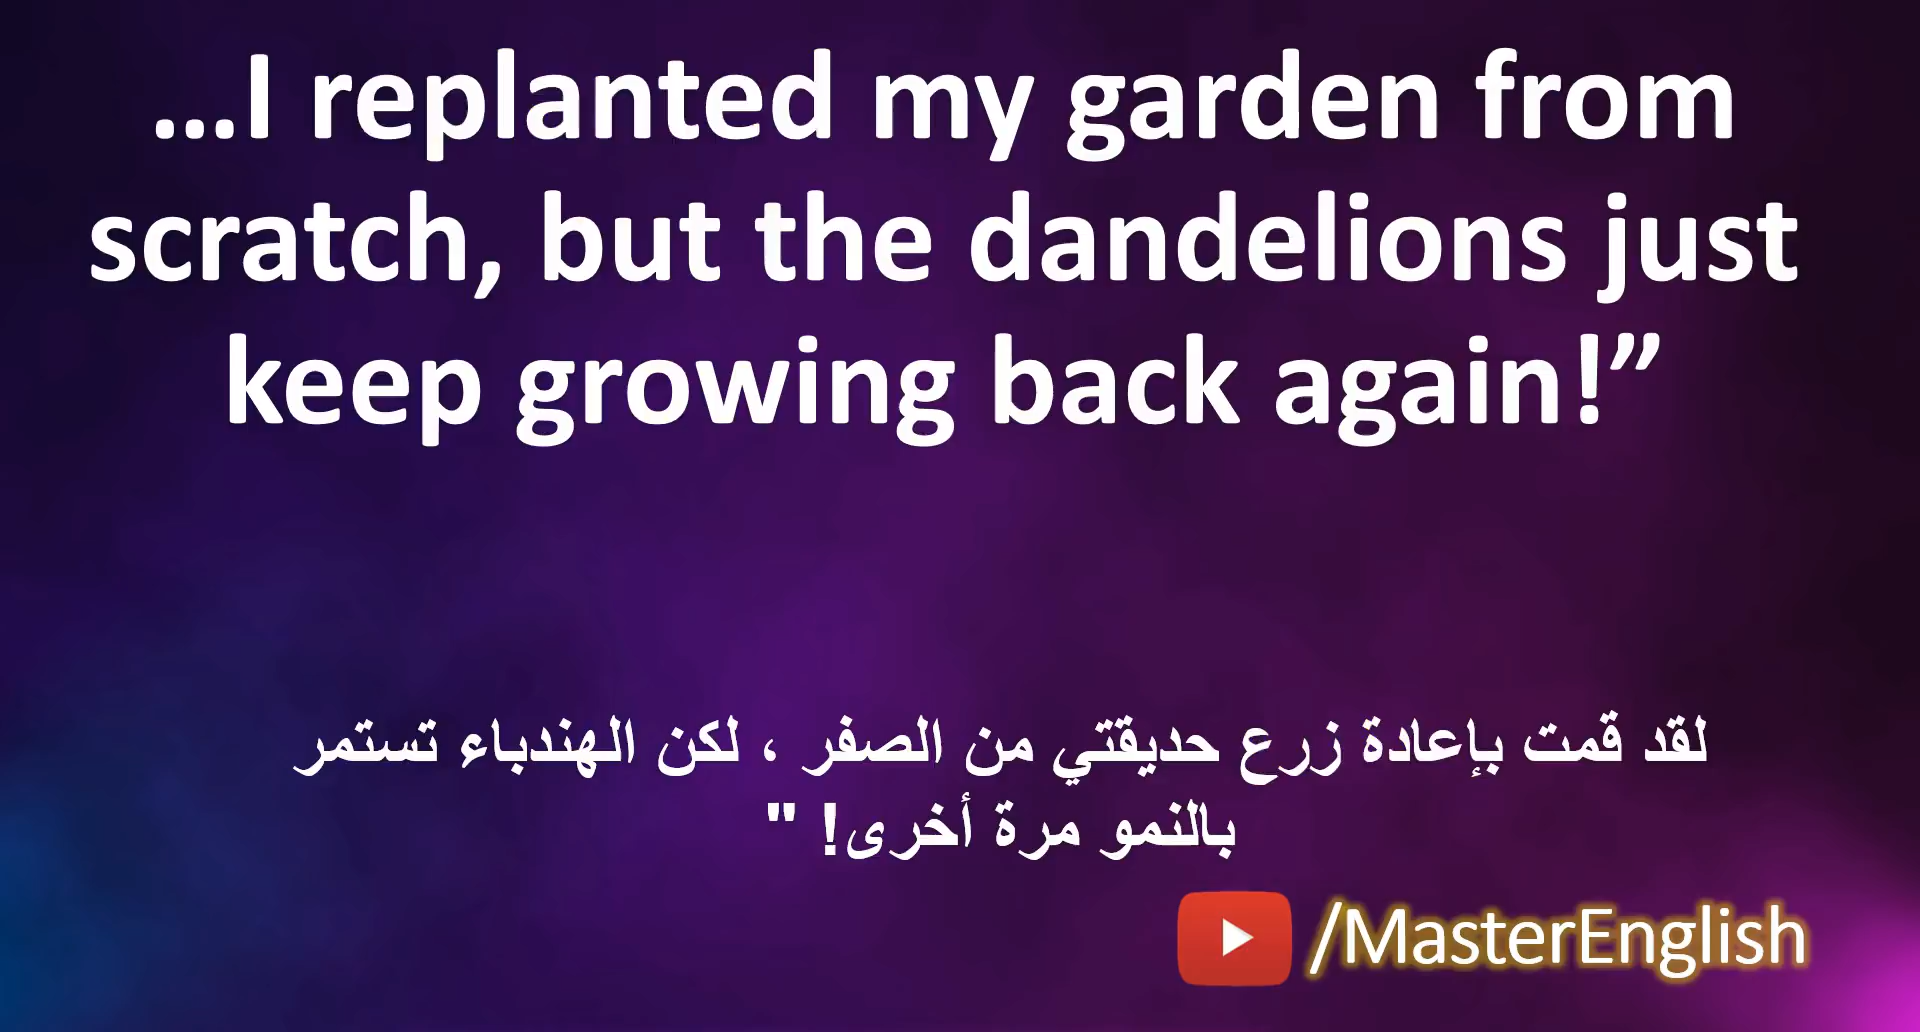 ...I replanted my garden from
scratch, but the dandelions just
keep growing back again!”
لقد قمت بإعادة زرع حديقتي من الصفر ، لكن الهندباء تستمر
بالنمو مرة أخرى! "
/MasterEnglish